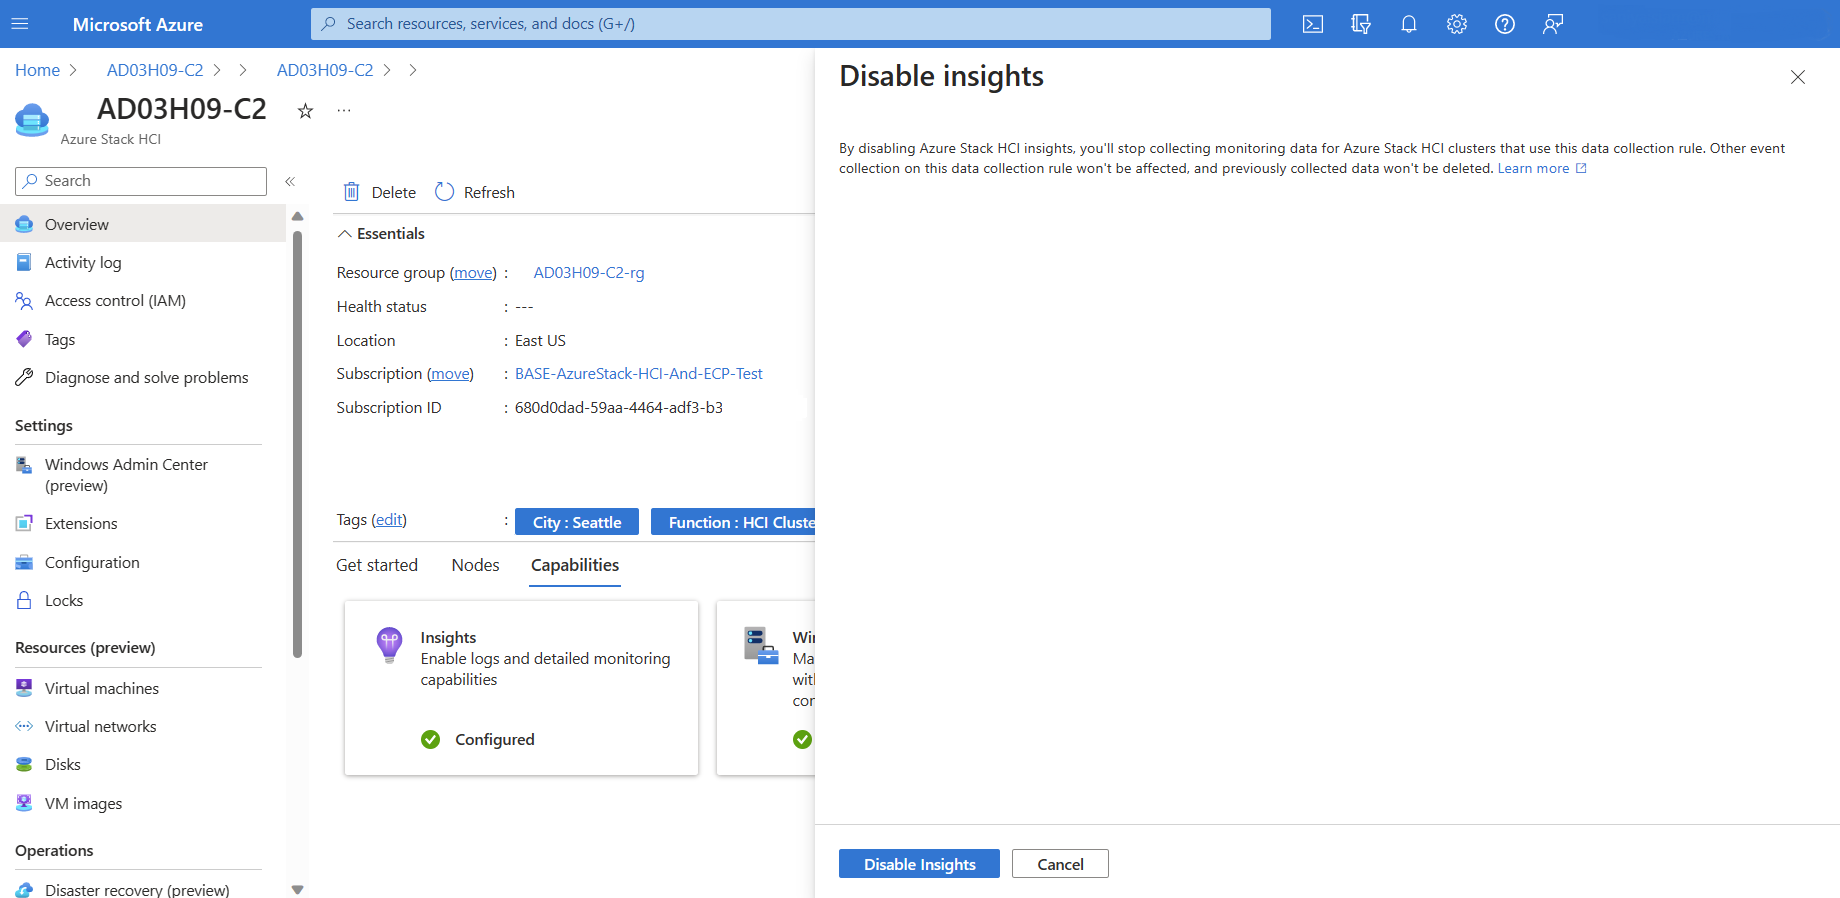 Microsoft Azure
Search resources, services, and docs (G+/)
Home > AD03H09-C2 > > AD03H09-C2 > >
AD03H09-C2
...
Azure Stack HCI
Search
«
Overview
Activity log
Access control (IAM)
Tags
Diagnose and solve problems
Settings
Windows Admin Center
(preview)
Extensions
Configuration
Locks
Resources (preview)
Virtual machines
Virtual networks
Disks
VM images
Operations
Disaster recovery (preview)
Delete
Refresh
Essentials
Resource group (move) : AD03H09-C2-rg
Health status : ---
Location : East US
Subscription (move) : BASE-AzureStack-HCI-And-ECP-Test
Subscription ID : 680d0dad-59aa-4464-adf3-b3
Tags (edit) : City : Seattle Function : HCI Cluste
Get started Nodes Capabilities
Insights
Enable logs and detailed monitoring
capabilities
Configured
Wi
Ma
wit
cor
Disable insights
By disabling Azure Stack HCI insights, you'll stop collecting monitoring data for Azure Stack HCI clusters that use this data collection rule. Other event
collection on this data collection rule won't be affected, and previously collected data won't be deleted. Learn more
Disable Insights
Cancel